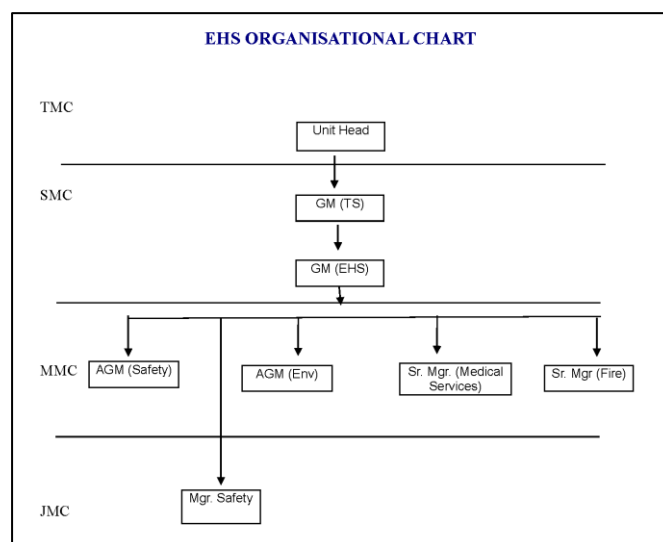 EHS ORGANISATIONAL CHART
TMC
Unit Head
SMC
GM (TS)
GM (EHS)
MMC
AGM (Safety)
AGM (Env)
Sr. Mgr. (Medical
Services)
Sr. Mgr (Fire)
Mgr. Safety
JMC